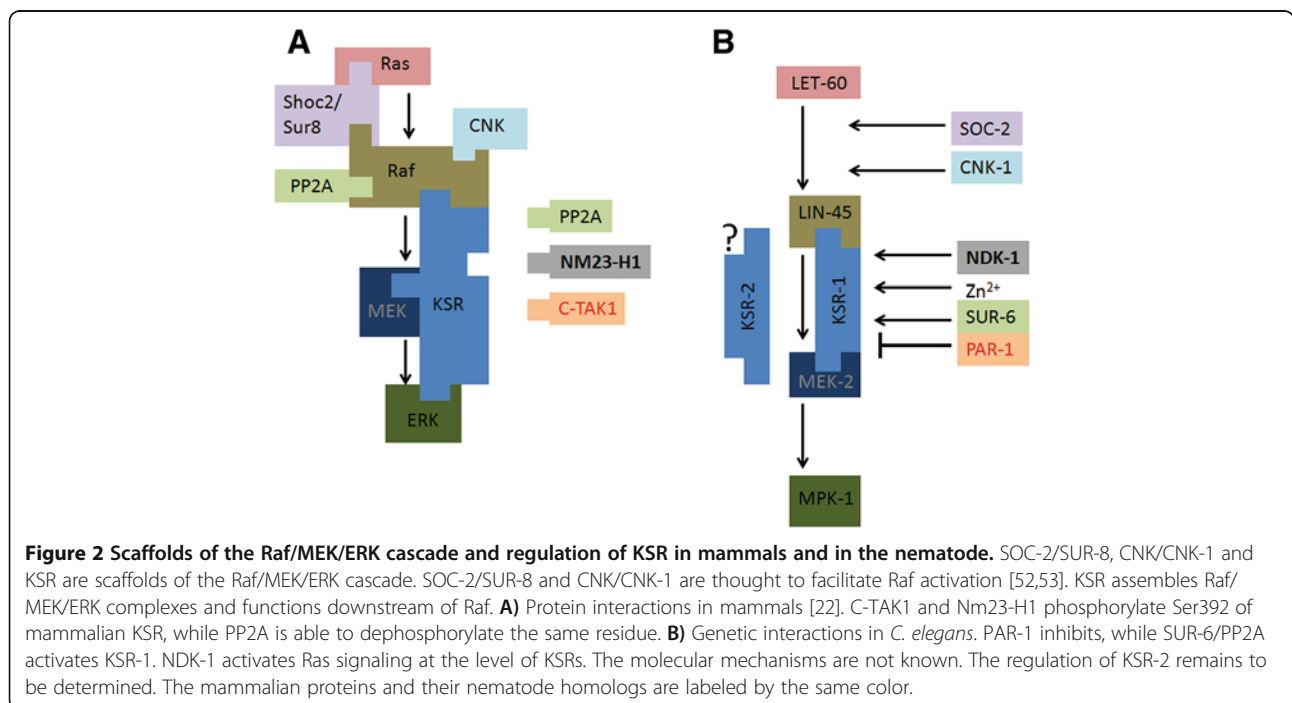 A
Ras
Shoc2/
Sur8
CNK
Raf
PP2A
PP2A
NM23-H1
MEK
KSR
C-TAK1
ERK
B
LET-60
SOC-2
CNK-1
LIN-45
?
KSR-2
KSR-1
NDK-1
Zn²⁺
SUR-6
PAR-1
MEK-2
MPK-1
Figure 2 Scaffolds of the Raf/MEK/ERK cascade and regulation of KSR in mammals and in the nematode. SOC-2/SUR-8, CNK/CNK-1 and
KSR are scaffolds of the Raf/MEK/ERK cascade. SOC-2/SUR-8 and CNK/CNK-1 are thought to facilitate Raf activation [52,53]. KSR assembles Raf/
MEK/ERK complexes and functions downstream of Raf. A) Protein interactions in mammals [22]. C-TAK1 and Nm23-H1 phosphorylate Ser392 of
mammalian KSR, while PP2A is able to dephosphorylate the same residue. B) Genetic interactions in C. elegans. PAR-1 inhibits, while SUR-6/PP2A
activates KSR-1. NDK-1 activates Ras signaling at the level of KSRs. The molecular mechanisms are not known. The regulation of KSR-2 remains to
be determined. The mammalian proteins and their nematode homologs are labeled by the same color.